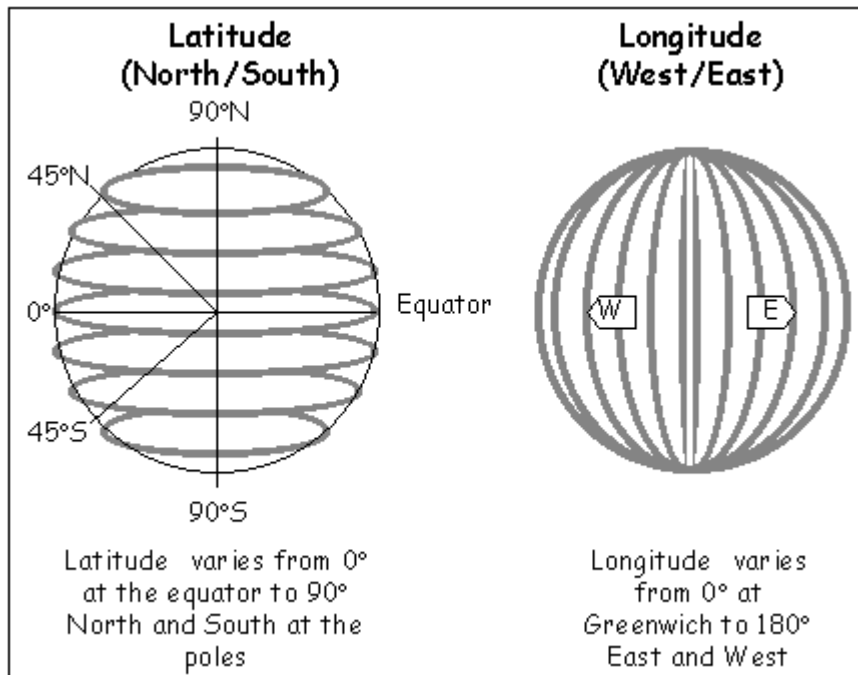 Latitude
(North/South)
90°N
45°N
0°
Equator
45°S
90°S
Latitude varies from 0°
at the equator to 90°
North and South at the
poles
Longitude
(West/East)
W
E
Longitude varies
from 0° at
Greenwich to 180°
East and West